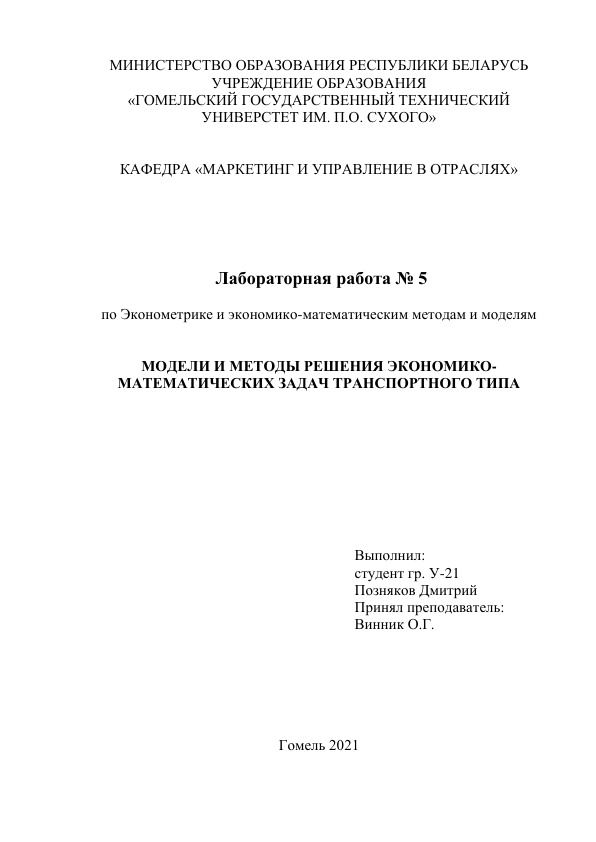 МИНИСТЕРСТВО ОБРАЗОВАНИЯ РЕСПУБЛИКИ БЕЛАРУСЬ
УЧРЕЖДЕНИЕ ОБРАЗОВАНИЯ
«ГОМЕЛЬСКИЙ ГОСУДАРСТВЕННЫЙ ТЕХНИЧЕСКИЙ
УНИВЕРСТЕТ ИМ. П.О. СУХОГО»
КАФЕДРА «МАРКЕТИНГ И УПРАВЛЕНИЕ В ОТРАСЛЯХ»
Лабораторная работа № 5
по Эконометрике и экономико-математическим методам и моделям
МОДЕЛИ И МЕТОДЫ РЕШЕНИЯ ЭКОНОМИКО-
МАТЕМАТИЧЕСКИХ ЗАДАЧ ТРАНСПОРТНОГО ТИПА
Выполнил:
студент гр. У-21
Позняков Дмитрий
Принял преподаватель:
Винник О.Г.
Гомель 2021